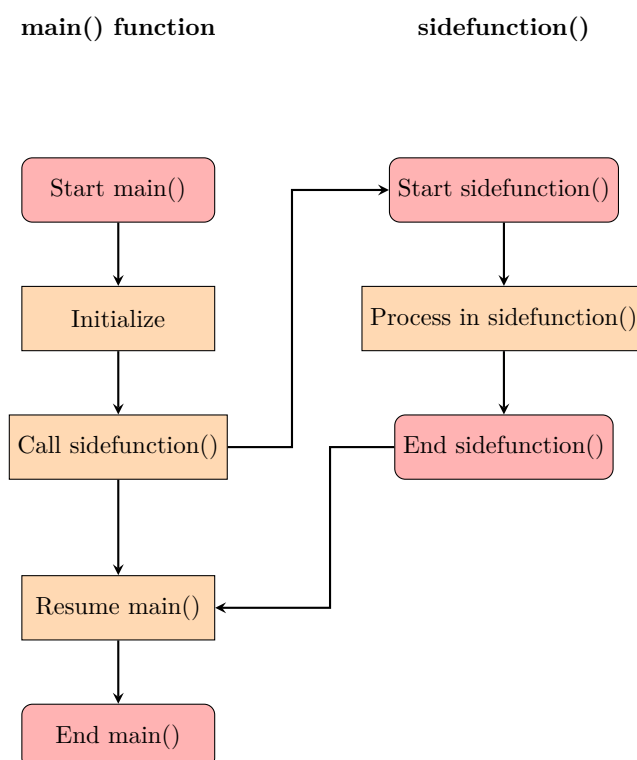 main() function
sidefunction()
Start main()
Start sidefunction()
Initialize
Process in sidefunction()
Call sidefunction()
End sidefunction()
Resume main()
End main()